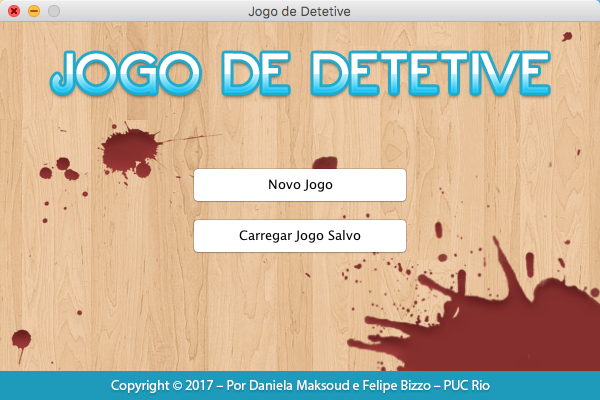 Jogo de Detetive
JOGO DE DETETIVE
Novo Jogo
Carregar Jogo Salvo
Copyright © 2017 – Por Daniela Maksoud e Felipe Bizzo – PUC Rio